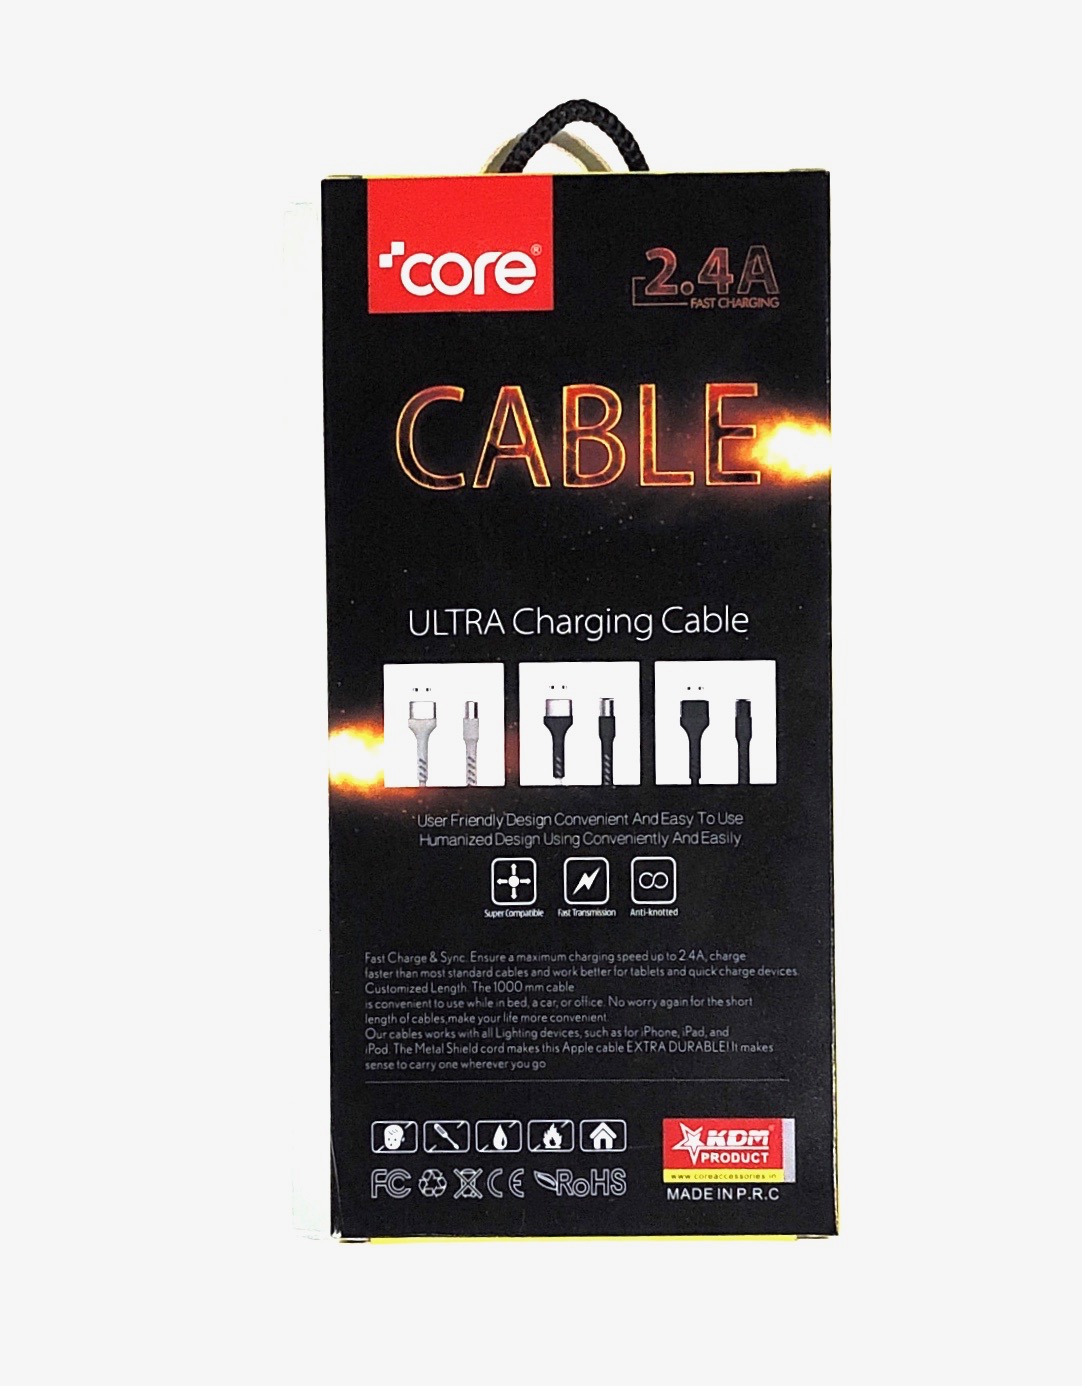 core®
2.4A
FAST CHARGING
CABLE
ULTRA Charging Cable
User Friendly Design Convenient And Easy To Use
Humanized Design Using Conveniently And Easily
Super Compatible
Fast Transmission
Anti-knotted
Fast Charge & Sync. Ensure a maximum charging speed up to 2.4A, charge
faster than most standard cables and work better for tablets and quick charge devices.
Customized Length. The 1000 mm cable
is convenient to use while in bed, a car, or office. No worry again for the short
length of cables,make your life more convenient.
Our cables works with all Lighting devices, such as for iPhone, iPad, and
iPod. The Metal Shield cord makes this Apple cable EXTRA DURABLE! It makes
sense to carry one wherever you go
FC CE RoHS
KDM
PRODUCT
www.coreaccessories.in
MADE IN P.R.C